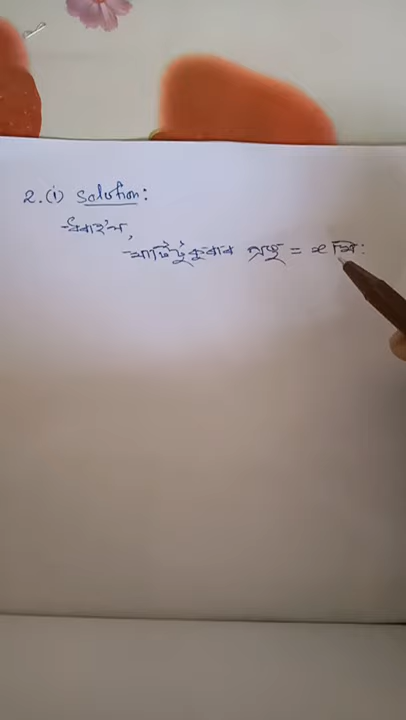 2.(i) Solution:
ধৰাহ'ল,
মাটিটুকুৰাৰ প্ৰস্থ = x মি: